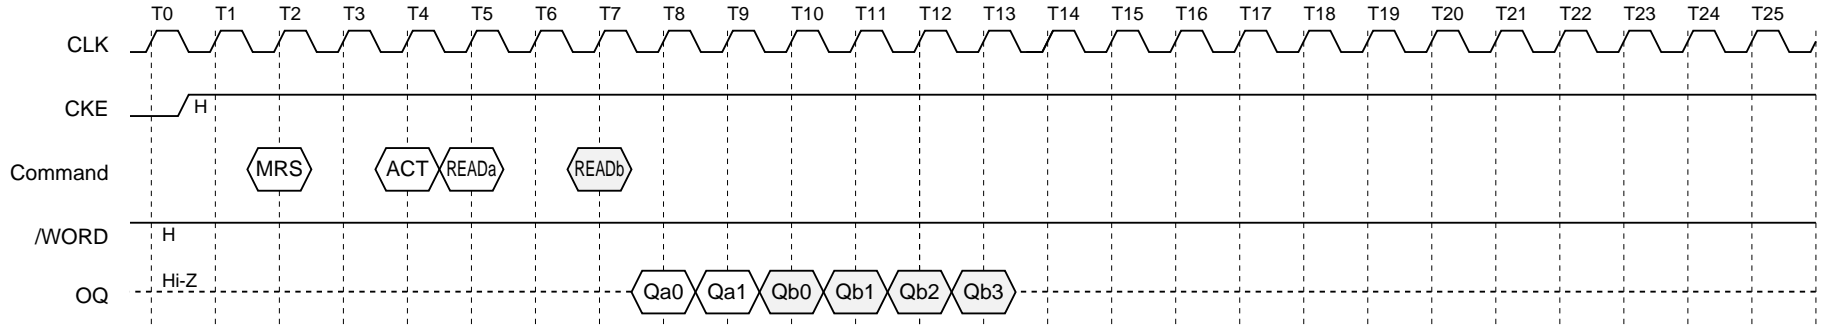 T0 T1 T2 T3 T4 T5 T6 T7 T8 T9 T10 T11 T12 T13 T14 T15 T16 T17 T18 T19 T20 T21 T22 T23 T24 T25
CLK
CKE H
Command MRS ACT READa READb
/WORD H
OQ Hi-Z Qa0 Qa1 Qb0 Qb1 Qb2 Qb3